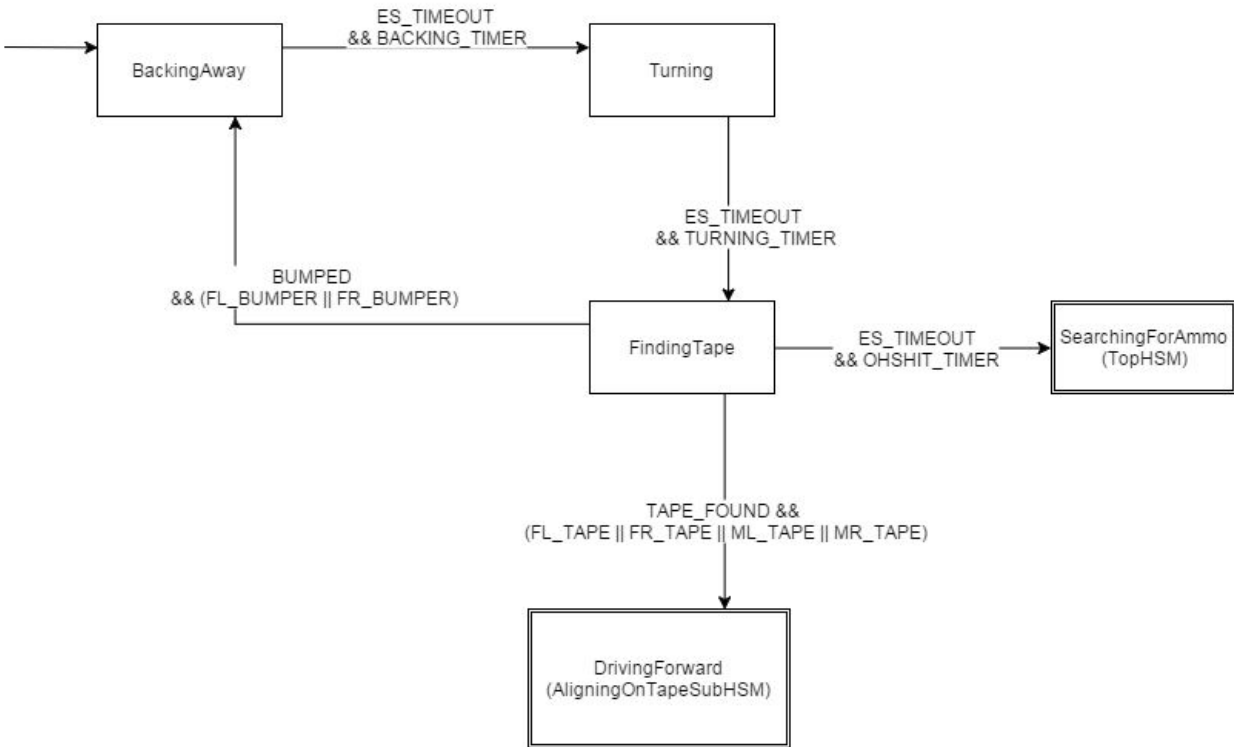 ES_TIMEOUT
&& BACKING_TIMER
BackingAway
Turning
ES_TIMEOUT
&& TURNING_TIMER
BUMPED
&& (FL_BUMPER || FR_BUMPER)
FindingTape
ES_TIMEOUT
&& OHSHIT_TIMER
SearchingForAmmo
(TopHSM)
TAPE_FOUND &&
(FL_TAPE || FR_TAPE || ML_TAPE || MR_TAPE)
DrivingForward
(AligningOnTapeSubHSM)